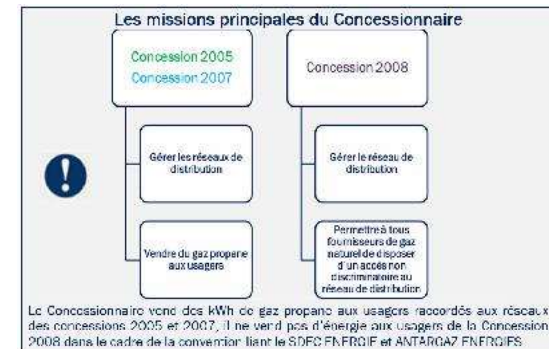 Les missions principales du Concessionnaire
Concession 2005
Concession 2007
Gérer les réseaux de
distribution
Vendre du gaz propane
aux usagers
Concession 2008
Gérer le réseau de
distribution
Permettre à tous
fournisseurs de gaz
naturel de disposer
d'un accès non
discriminatoire au
réseau de distribution
!
Le Concessionnaire vend des kWh de gaz propane aux usagers raccordés aux réseaux
des concessions 2005 et 2007, il ne vend pas d'énergie aux usagers de la Concession
2008 dans le cadre de la convention liant le SDEC ENERGIE et ANTARGAZ ENERGIES